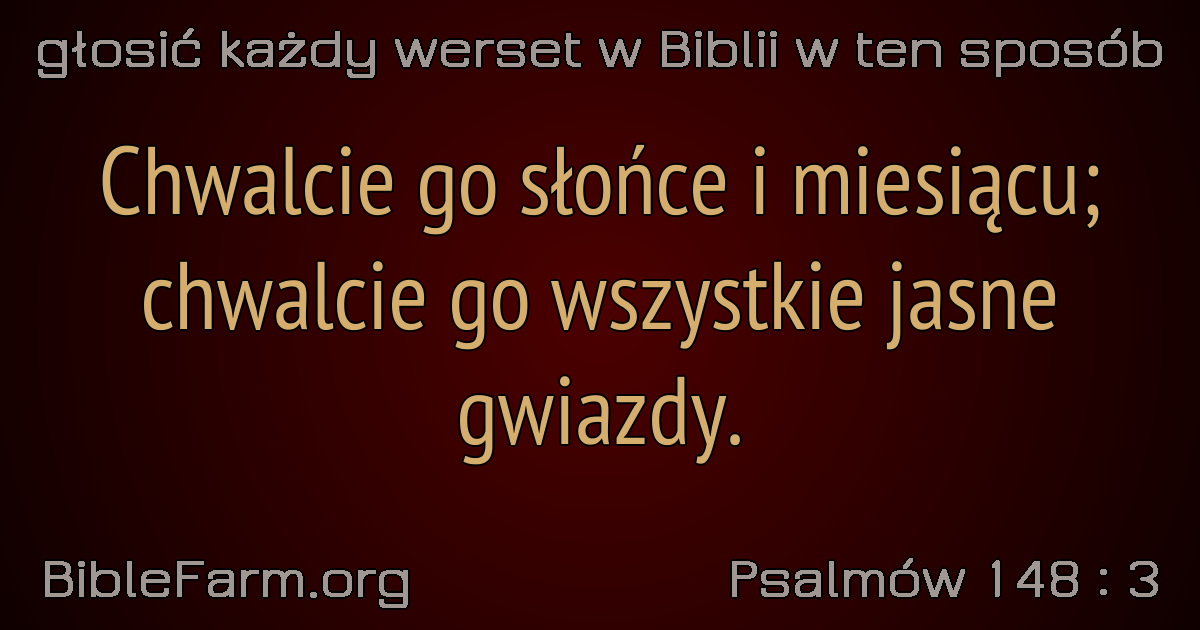 głosić każdy werset w Biblii w ten sposób
Chwalcie go słońce i miesiącu;
chwalcie go wszystkie jasne
gwiazdy.
BibleFarm.org
Psalmów 148 : 3